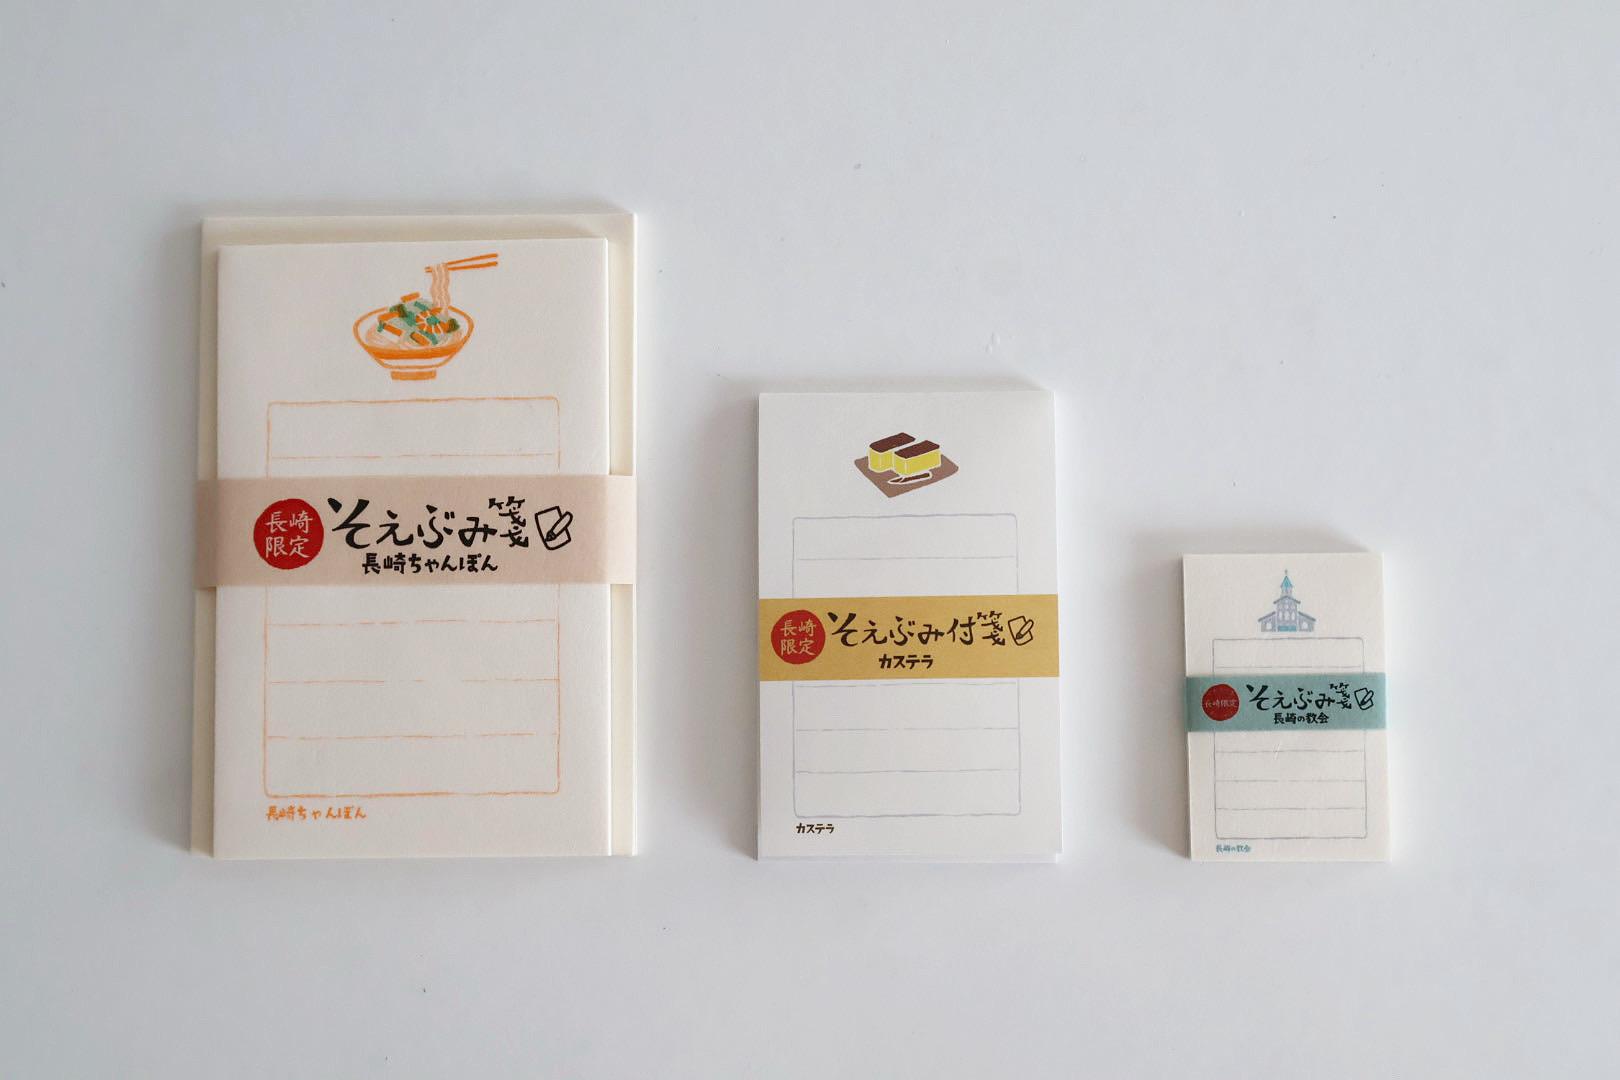 長崎
限定
そえぶみ箋
長崎ちゃんぽん
長崎ちゃんぽん
長崎
限定
そえぶみ付箋
カステラ
カステラ
長崎限定
そえぶみ箋
長崎の教会
長崎の教会